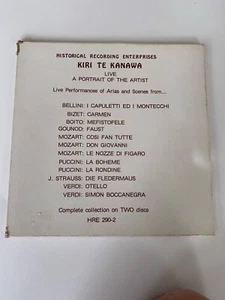 HISTORICAL RECORDING ENTERPRISES
KIRI TE KANAWA
LIVE
A PORTRAIT OF THE ARTIST
Live Performances of Arias and Scenes from...
BELLINI: I CAPULETTI ED I MONTECCHI
BIZET: CARMEN
BOITO: MEFISTOFELE
GOUNOD: FAUST
MOZART: COSI FAN TUTTE
MOZART: DON GIOVANNI
MOZART: LE NOZZE DI FIGARO
PUCCINI: LA BOHEME
PUCCINI: LA RONDINE
J. STRAUSS: DIE FLEDERMAUS
VERDI: OTELLO
VERDI: SIMON BOCCANEGRA
Complete collection on TWO discs
HRE 290-2